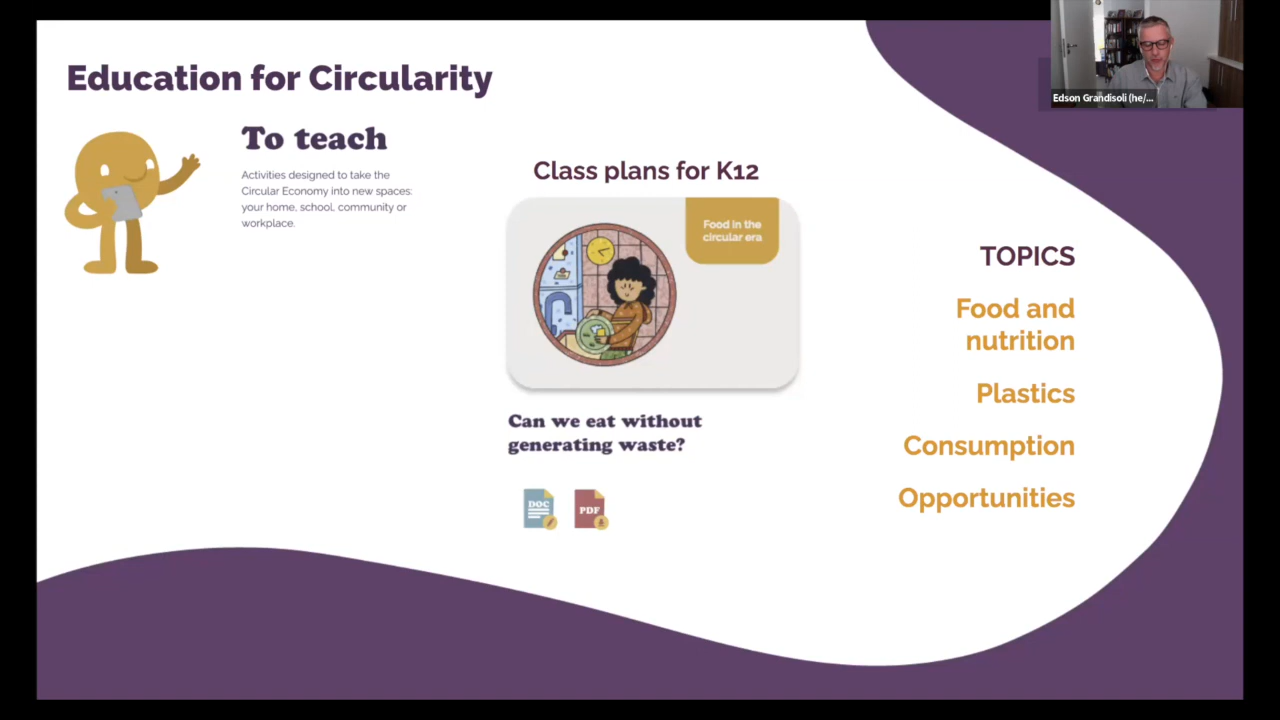 Education for Circularity
To teach
Activities designed to take the
Circular Economy into new spaces:
your home, school, community or
workplace.
Class plans for K12
Food in the
circular era
Can we eat without
generating waste?
DOC
PDF
TOPICS
Food and
nutrition
Plastics
Consumption
Opportunities
Edson Grandisoli (he/...